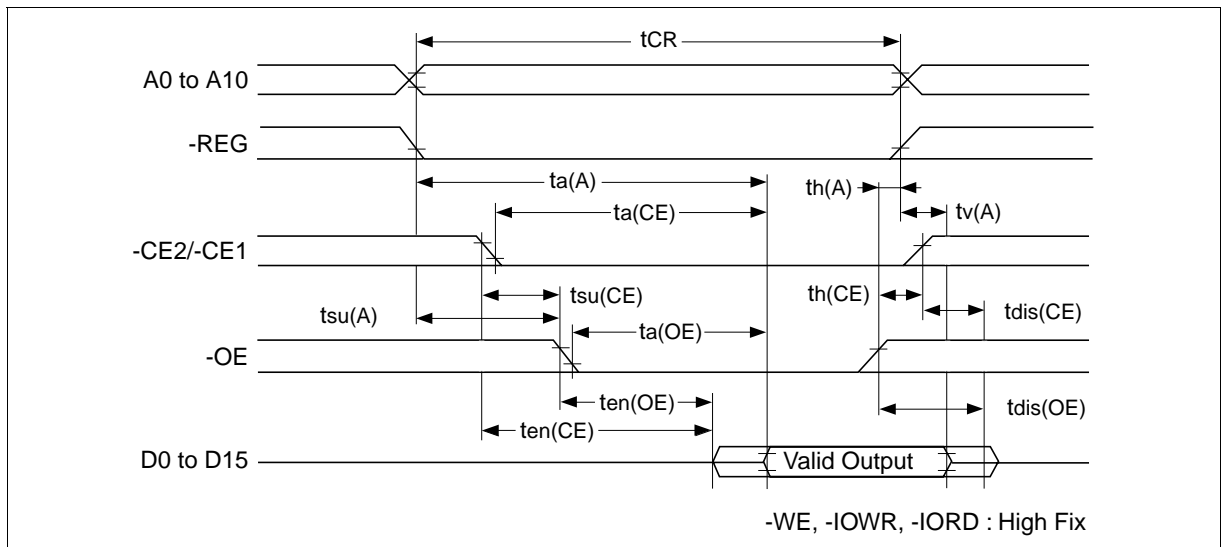 tCR
A0 to A10
-REG
ta(A)
th(A)
ta(CE)
tv(A)
-CE2/-CE1
tsu(CE)
th(CE)
tsu(A)
tdis(CE)
ta(OE)
-OE
ten(OE)
tdis(OE)
ten(CE)
D0 to D15
Valid Output
-WE, -IOWR, -IORD : High Fix